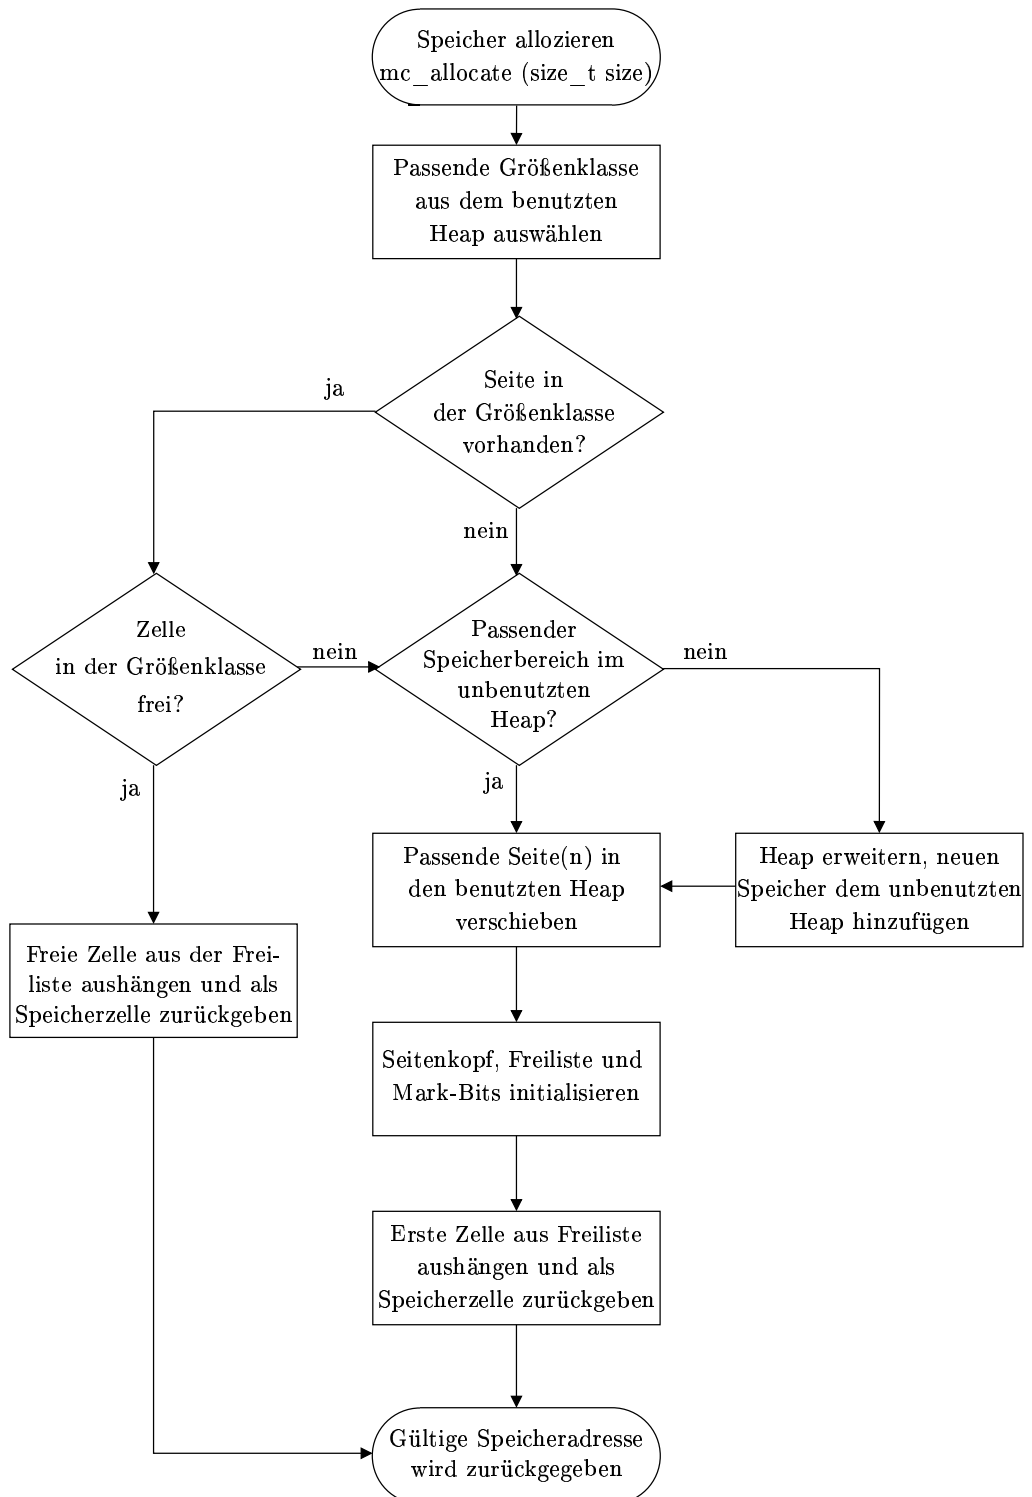 Speicher allozieren
mc_allocate (size_t size)
Passende Größenklasse
aus dem benutzten
Heap auswählen
ja
Seite in
der Größenklasse
vorhanden?
nein
Zelle
in der Größenklasse
frei?
nein
Passender
Speicherbereich im
unbenutzten
Heap?
nein
ja
ja
Passende Seite(n) in
den benutzten Heap
verschieben
Heap erweitern, neuen
Speicher dem unbenutzten
Heap hinzufügen
Freie Zelle aus der Frei-
liste aushängen und als
Speicherzelle zurückgeben
Seitenkopf, Freiliste und
Mark-Bits initialisieren
Erste Zelle aus Freiliste
aushängen und als
Speicherzelle zurückgeben
Gültige Speicheradresse
wird zurückgegeben